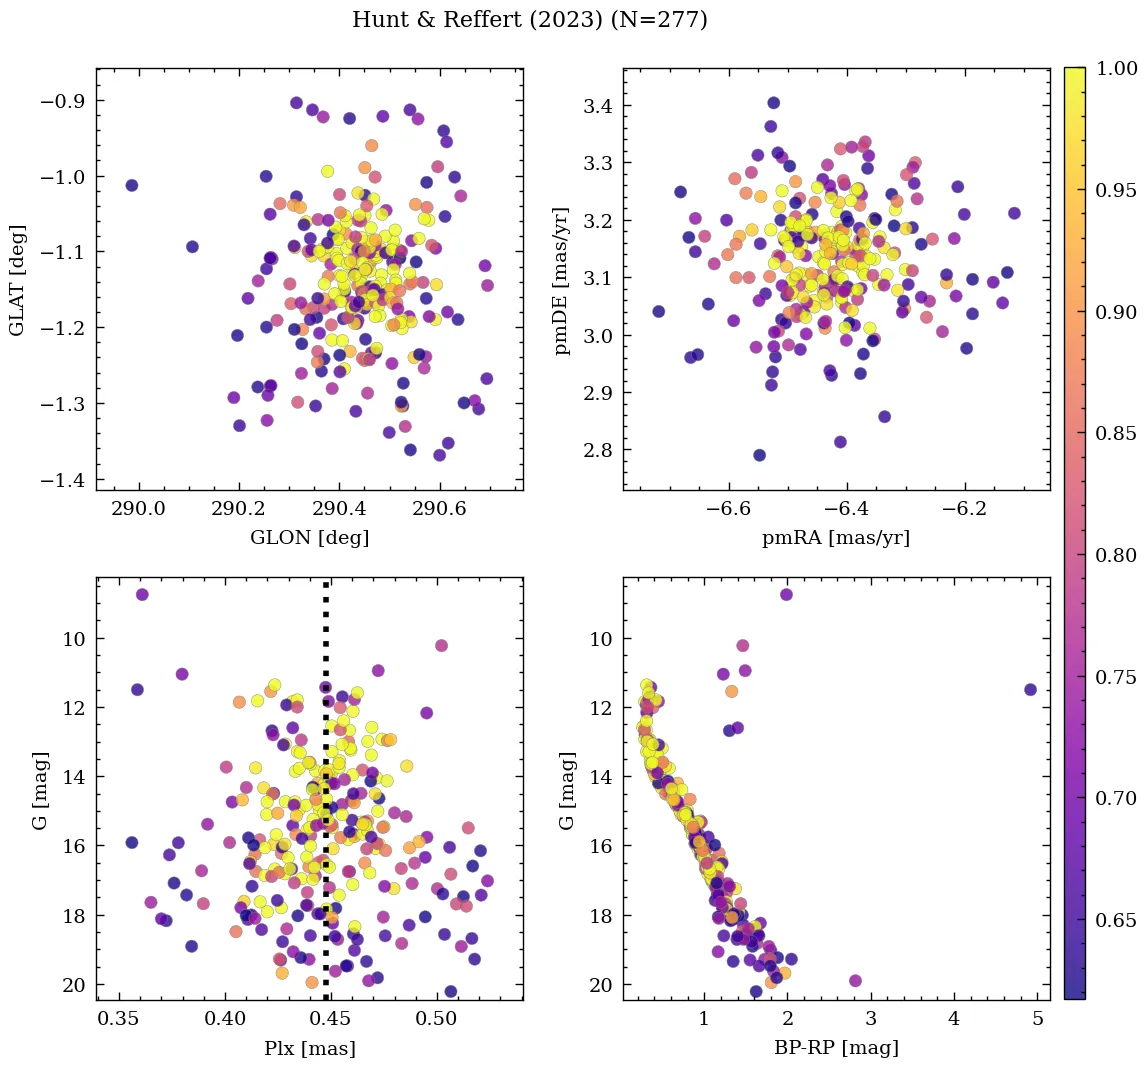 Hunt & Reffert (2023) (N=277)
−0.9
−1.0
−1.1
−1.2
−1.3
−1.4
GLAT [deg]
290.0 290.2 290.4 290.6
GLON [deg]
3.4
3.3
3.2
3.1
3.0
2.9
2.8
pmDE [mas/yr]
−6.6 −6.4 −6.2
pmRA [mas/yr]
1.00
0.95
0.90
0.85
0.80
0.75
0.70
0.65
10
12
14
16
18
20
G [mag]
0.35 0.40 0.45 0.50
Plx [mas]
10
12
14
16
18
20
G [mag]
1 2 3 4 5
BP-RP [mag]